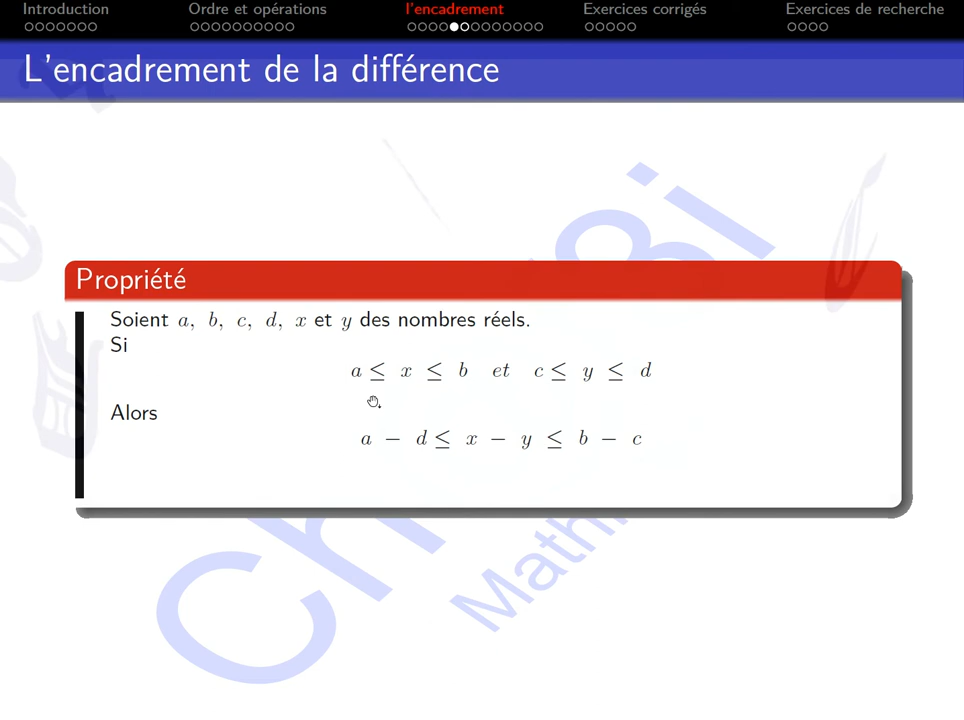 Introduction Ordre et opérations l'encadrement Exercices corrigés Exercices de recherche
L'encadrement de la différence
Propriété
Soient a, b, c, d, x et y des nombres réels.
Si
a ≤ x ≤ b et c ≤ y ≤ d
Alors
a − d ≤ x − y ≤ b − c